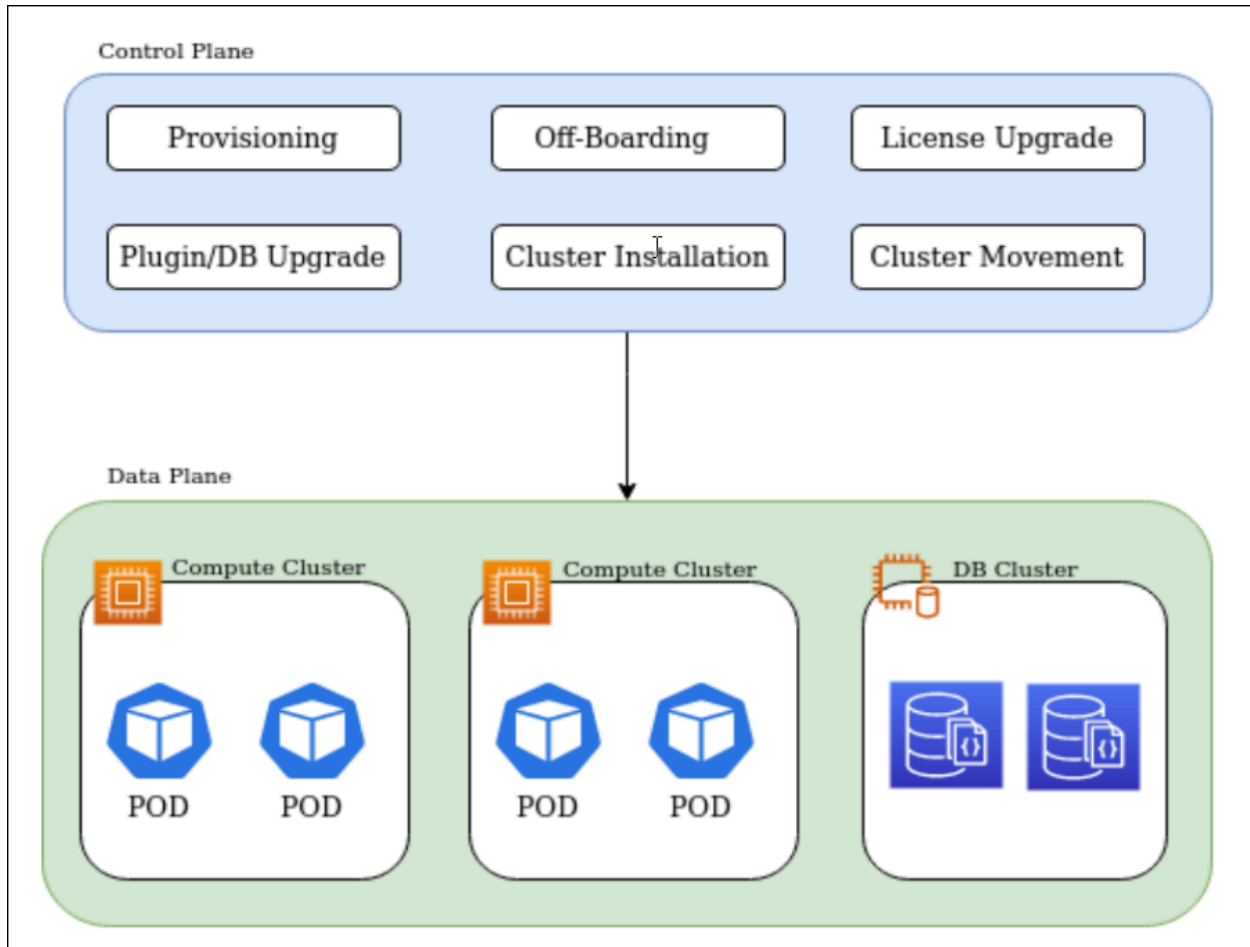 Control Plane
Provisioning
Off-Boarding
License Upgrade
Plugin/DB Upgrade
Cluster Installation
Cluster Movement
Data Plane
Compute Cluster
Compute Cluster
DB Cluster
POD
POD
POD
POD